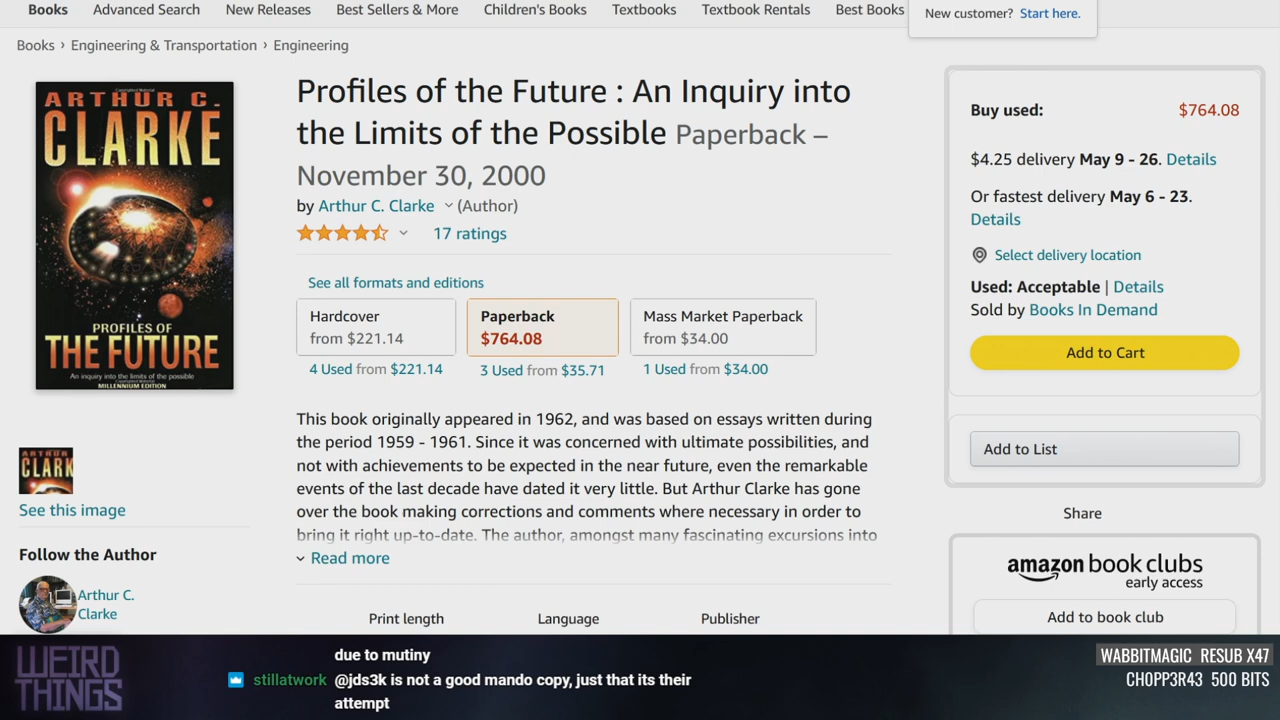 Books
Advanced Search
New Releases
Best Sellers & More
Children's Books
Textbooks
Textbook Rentals
Best Books
New customer? Start here.
Books › Engineering & Transportation › Engineering
ARTHUR C.
CLARKE
PROFILES OF
THE FUTURE
An inquiry into the limits of the possible
MILLENNIUM EDITION
Profiles of the Future : An Inquiry into
the Limits of the Possible Paperback –
November 30, 2000
by Arthur C. Clarke (Author)
17 ratings
See all formats and editions
Hardcover
from $221.14
4 Used from $221.14
Paperback
$764.08
3 Used from $35.71
Mass Market Paperback
from $34.00
1 Used from $34.00
This book originally appeared in 1962, and was based on essays written during
the period 1959 - 1961. Since it was concerned with ultimate possibilities, and
not with achievements to be expected in the near future, even the remarkable
events of the last decade have dated it very little. But Arthur Clarke has gone
over the book making corrections and comments where necessary in order to
bring it right up-to-date. The author, amongst many fascinating excursions into
Read more
Print length
Language
Publisher
ARTHUR
CLARK
See this image
Follow the Author
Arthur C.
Clarke
Buy used:
$764.08
$4.25 delivery May 9 - 26. Details
Or fastest delivery May 6 - 23.
Details
Select delivery location
Used: Acceptable | Details
Sold by Books In Demand
Add to Cart
Add to List
Share
amazon book clubs
early access
Add to book club
WEIRD
THINGS
due to mutiny
stillatwork @jds3k is not a good mando copy, just that its their
attempt
WABBITMAGIC RESUB X47
CHOPP3R43 500 BITS